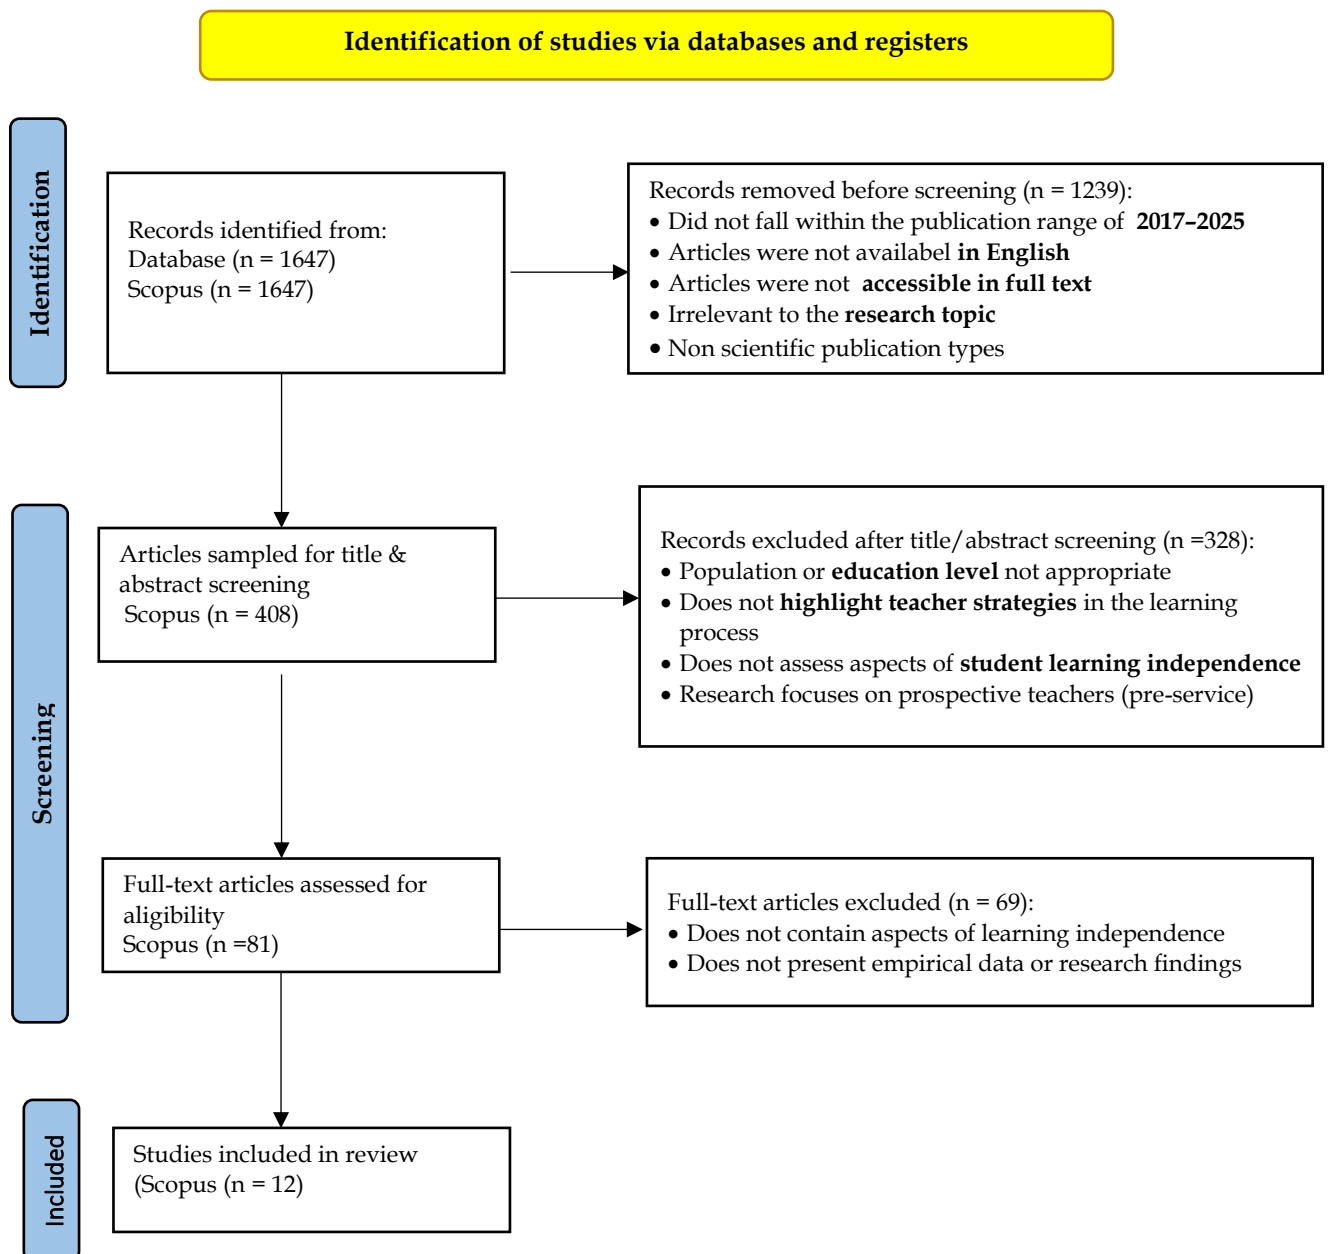 Identification of studies via databases and registers
Identification
Records identified from:
Database (n = 1647)
Scopus (n = 1647)
Records removed before screening (n = 1239):
• Did not fall within the publication range of 2017–2025
• Articles were not availabel in English
• Articles were not accessible in full text
• Irrelevant to the research topic
• Non scientific publication types
Screening
Articles sampled for title &
abstract screening
Scopus (n = 408)
Records excluded after title/abstract screening (n =328):
• Population or education level not appropriate
• Does not highlight teacher strategies in the learning
process
• Does not assess aspects of student learning independence
• Research focuses on prospective teachers (pre-service)
Full-text articles assessed for
aligibility
Scopus (n =81)
Full-text articles excluded (n = 69):
• Does not contain aspects of learning independence
• Does not present empirical data or research findings
Included
Studies included in review
(Scopus (n = 12)